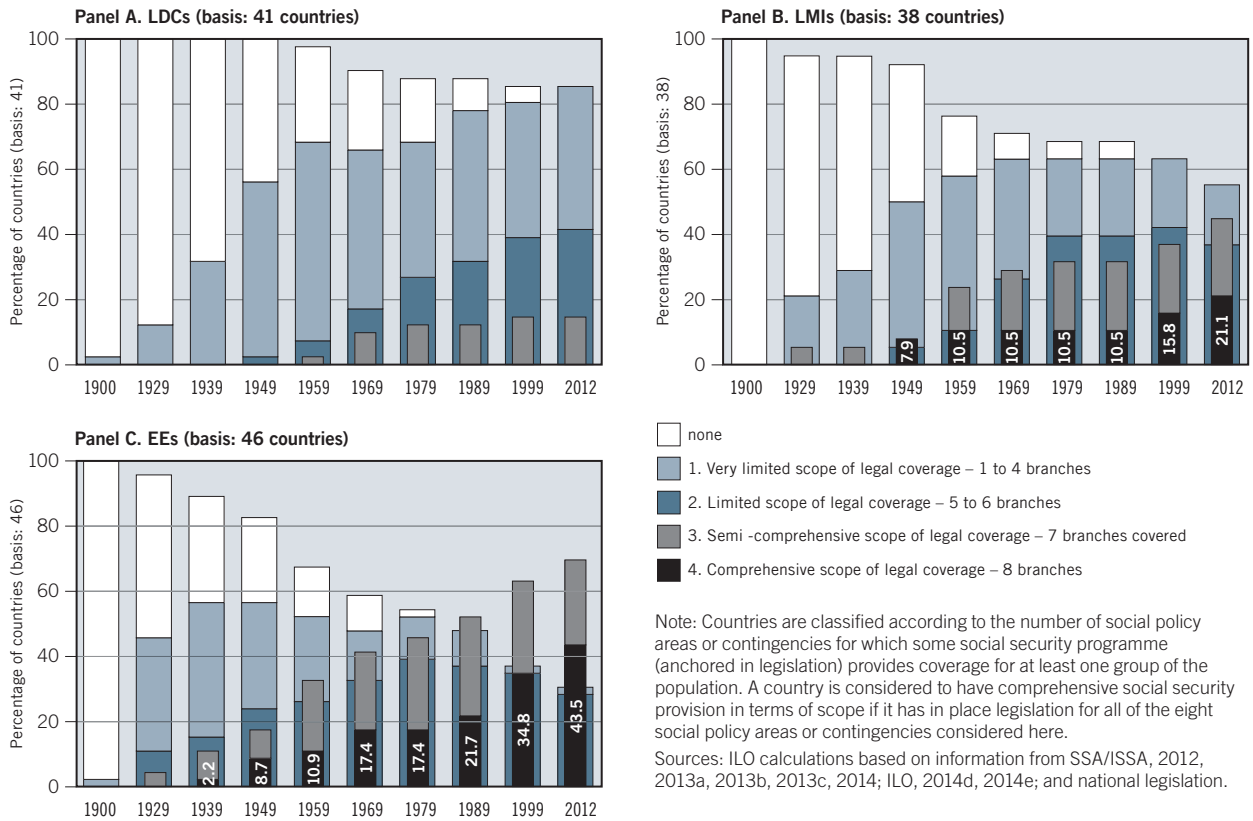 Panel A. LDCs (basis: 41 countries)
Percentage of countries (basis: 41)
100
80
60
40
20
0
1900 1929 1939 1949 1959 1969 1979 1989 1999 2012
Panel B. LMIs (basis: 38 countries)
Percentage of countries (basis: 38)
100
80
60
40
20
0
7.9 10.5 10.5 10.5 10.5 15.8 21.1
1900 1929 1939 1949 1959 1969 1979 1989 1999 2012
Panel C. EEs (basis: 46 countries)
Percentage of countries (basis: 46)
100
80
60
40
20
0
2.2 8.7 10.9 17.4 17.4 21.7 34.8 43.5
1900 1929 1939 1949 1959 1969 1979 1989 1999 2012
none
1. Very limited scope of legal coverage – 1 to 4 branches
2. Limited scope of legal coverage – 5 to 6 branches
3. Semi -comprehensive scope of legal coverage – 7 branches covered
4. Comprehensive scope of legal coverage – 8 branches
Note: Countries are classified according to the number of social policy
areas or contingencies for which some social security programme
(anchored in legislation) provides coverage for at least one group of the
population. A country is considered to have comprehensive social security
provision in terms of scope if it has in place legislation for all of the eight
social policy areas or contingencies considered here.
Sources: ILO calculations based on information from SSA/ISSA, 2012,
2013a, 2013b, 2013c, 2014; ILO, 2014d, 2014e; and national legislation.